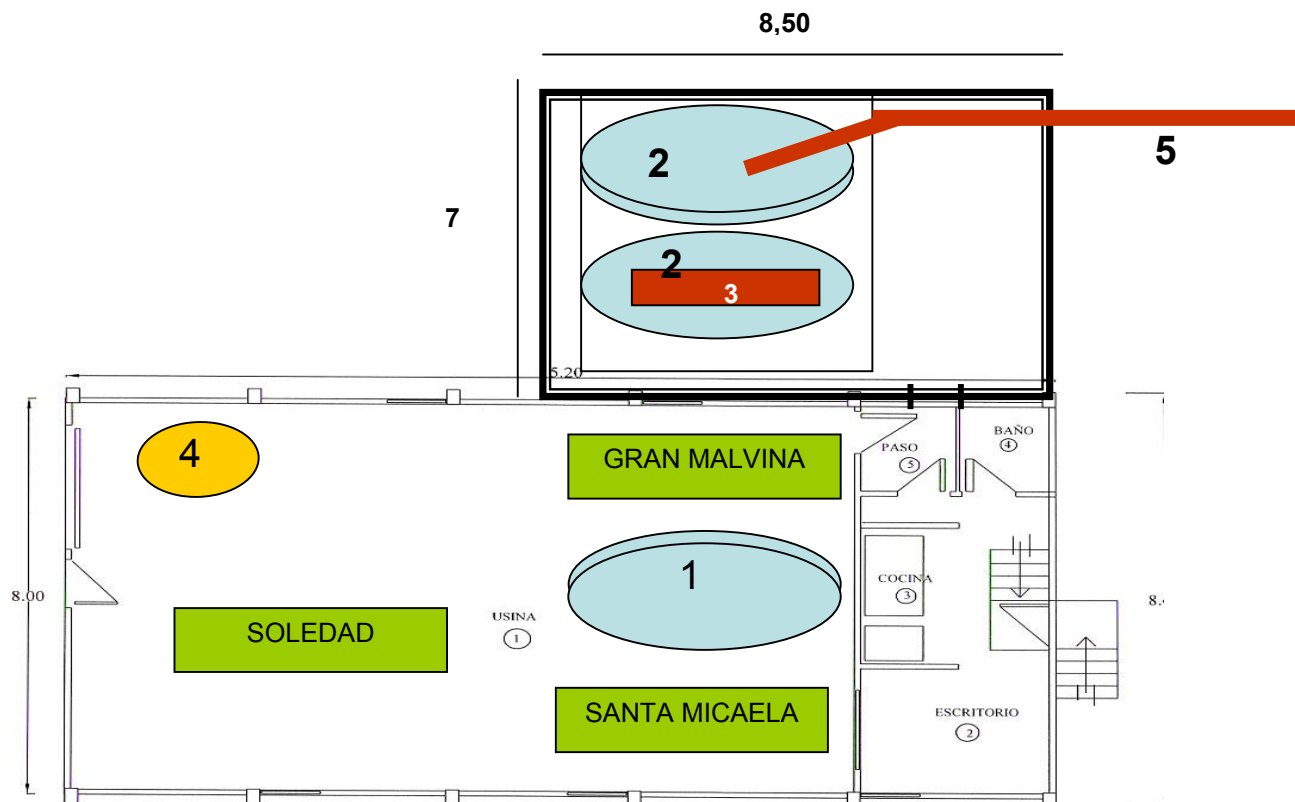 8,50
5
2
7
2
3
5.20
4
GRAN MALVINA
PASO
5
BAÑO
4
1
COCINA
3
8.00
SOLEDAD
USINA
1
SANTA MICAELA
ESCRITORIO
2